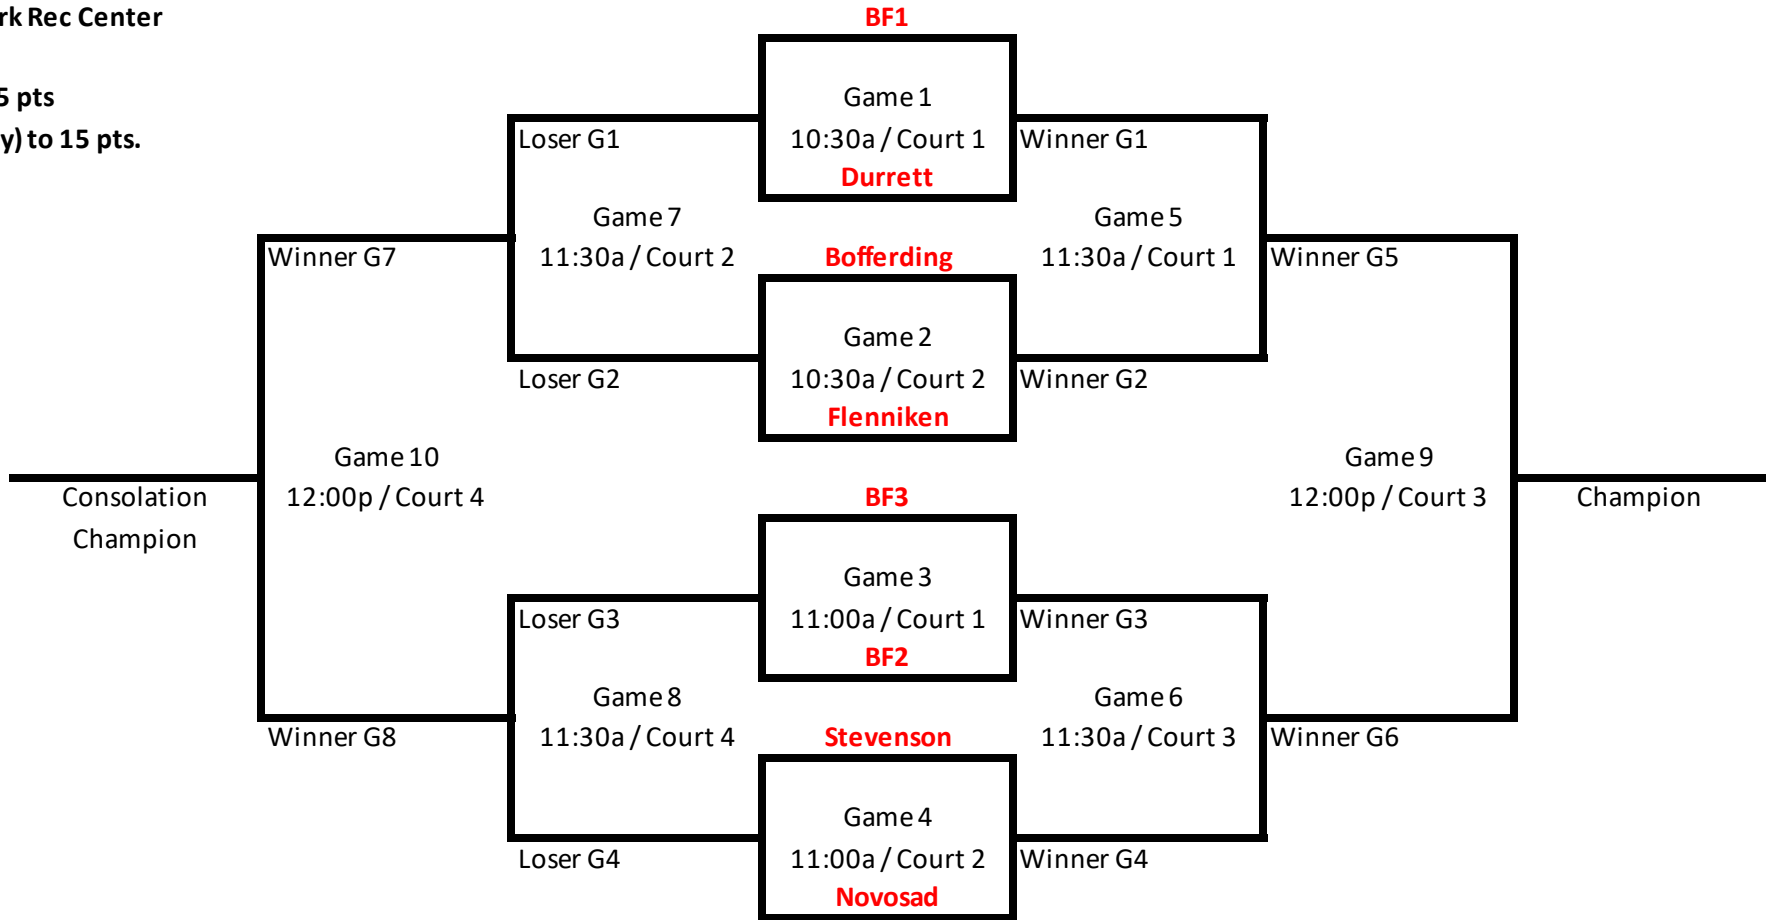 rk Rec Center
BF1
5 pts
Game 1
y) to 15 pts.
Loser G1
10:30a / Court 1
Winner G1
Durrett
Game 7
Game 5
Winner G7
11:30a / Court 2
Bofferding
11:30a / Court 1
Winner G5
Game 2
Loser G2
10:30a / Court 2
Winner G2
Flenniken
Game 10
Game 9
Consolation
12:00p / Court 4
BF3
12:00p / Court 3
Champion
Champion
Game 3
Loser G3
11:00a / Court 1
Winner G3
BF2
Game 8
Game 6
Winner G8
11:30a / Court 4
Stevenson
11:30a / Court 3
Winner G6
Game 4
Loser G4
11:00a / Court 2
Winner G4
Novosad